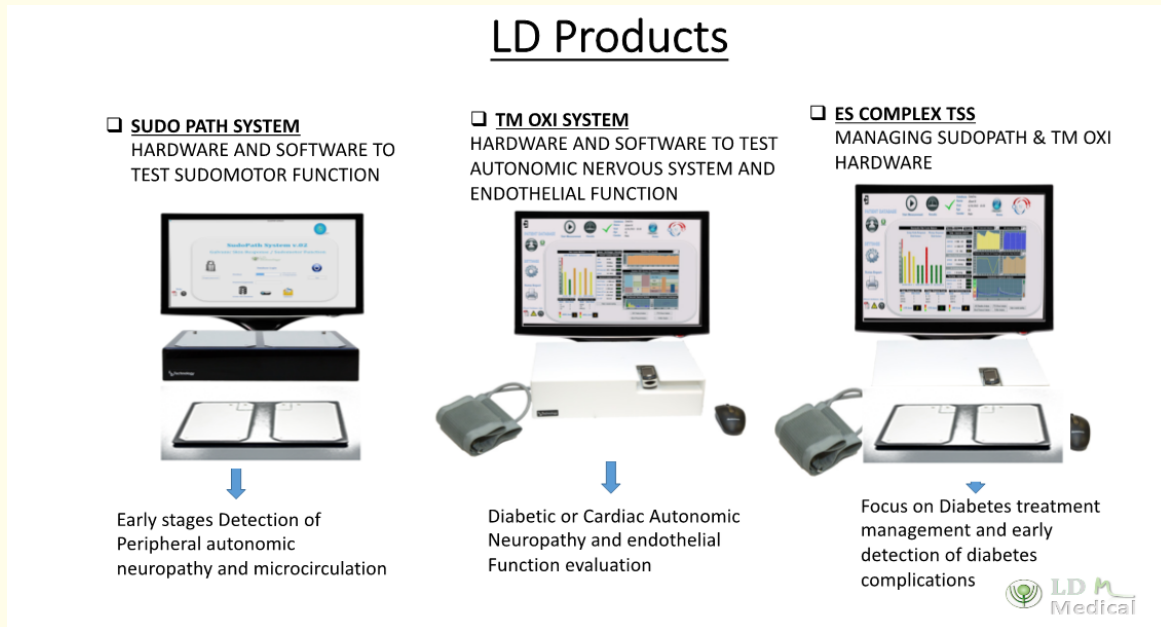 LD Products
SUDO PATH SYSTEM
HARDWARE AND SOFTWARE TO
TEST SUDOMOTOR FUNCTION
TM OXI SYSTEM
HARDWARE AND SOFTWARE TO TEST
AUTONOMIC NERVOUS SYSTEM AND
ENDOTHELIAL FUNCTION
ES COMPLEX TSS
MANAGING SUDOPATH & TM OXI
HARDWARE
SudoPath System v.02
Early stages Detection of
Peripheral autonomic
neuropathy and microcirculation
Diabetic or Cardiac Autonomic
Neuropathy and endothelial
Function evaluation
Focus on Diabetes treatment
management and early
detection of diabetes
complications
LD
Medical